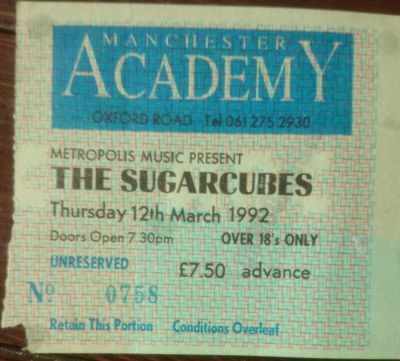 MANCHESTER
ACADEMY
OXFORD ROAD Tel 061 275 2930
METROPOLIS MUSIC PRESENT
THE SUGARCUBES
Thursday 12th March 1992
Doors Open 7.30pm OVER 18's ONLY
UNRESERVED £7.50 advance
No. 0758
Retain This Portion Conditions Overleaf